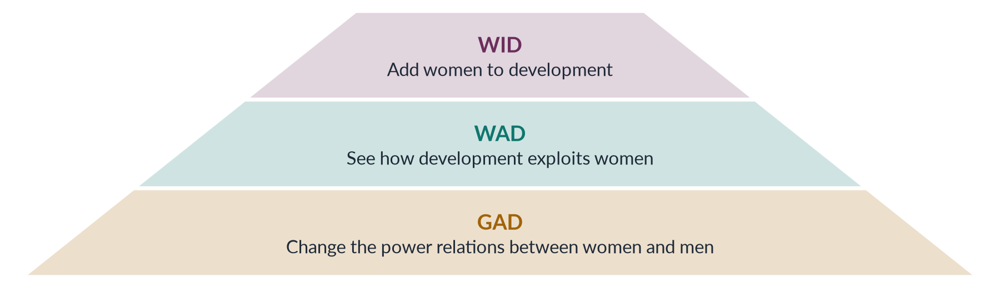 WID
Add women to development
WAD
See how development exploits women
GAD
Change the power relations between women and men